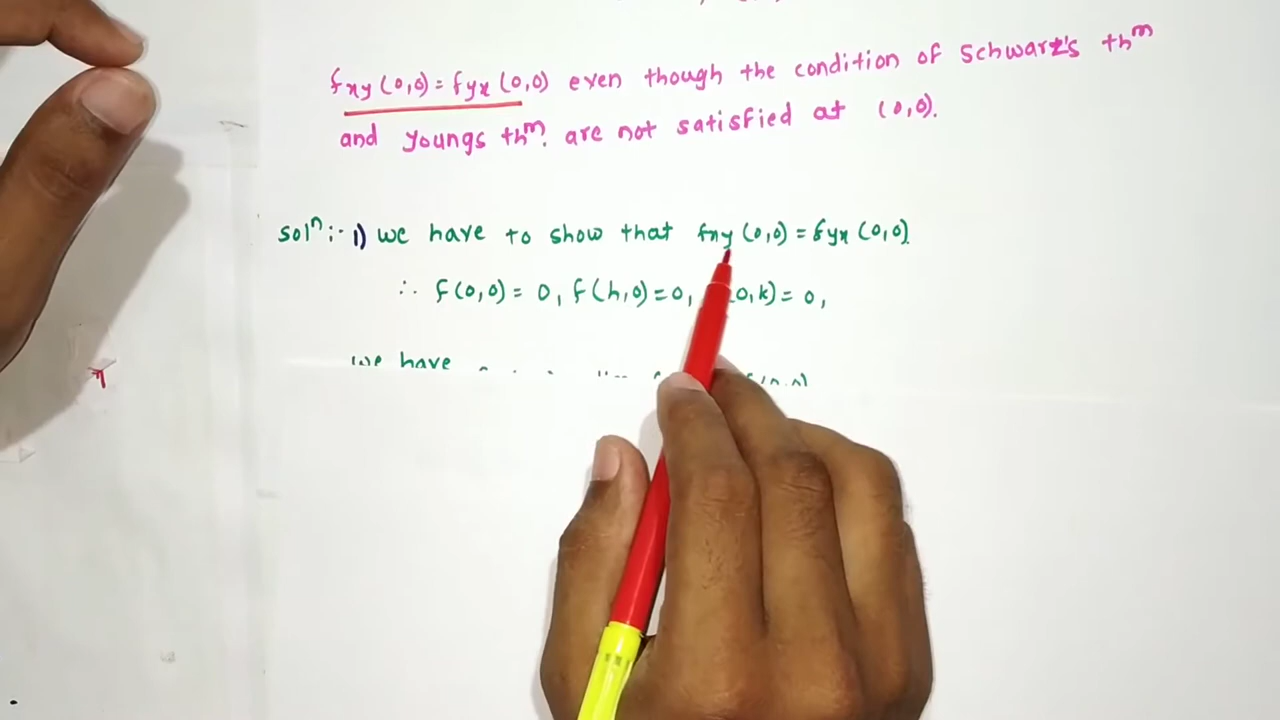 fxy (0,0) = fyx (0,0) even though the condition of Schwartz's thm
and Youngs thm. are not satisfied at (0,0).
Soln :- 1) we have to show that fxy (0,0) = fyx (0,0)
∴ f(0,0) = 0, f(h,0) = 0, (0,k) = 0,
we have